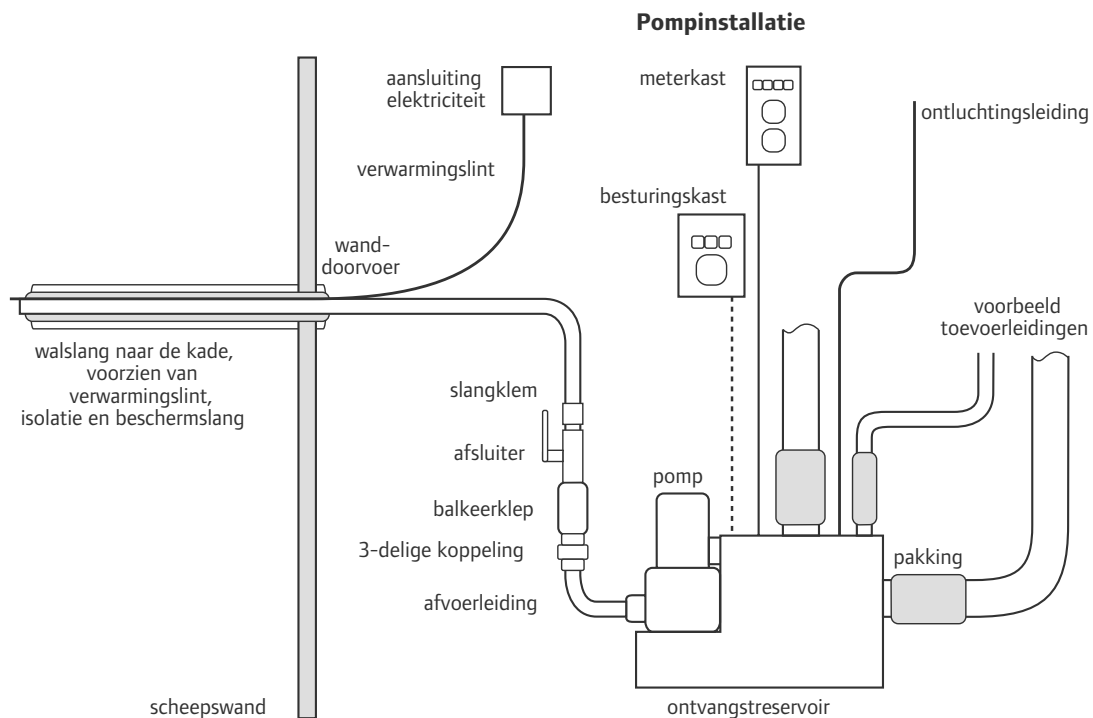 Pompinstallatie
aansluiting
elektriciteit
meterkast
ontluchtingsleiding
verwarmingslint
besturingskast
wand-
doorvoer
voorbeeld
toevoerleidingen
walslang naar de kade,
voorzien van
verwarmingslint,
isolatie en beschermslang
slangklem
afsluiter
pomp
balkeerklep
3-delige koppeling
pakking
afvoerleiding
scheepswand
ontvangstreservoir